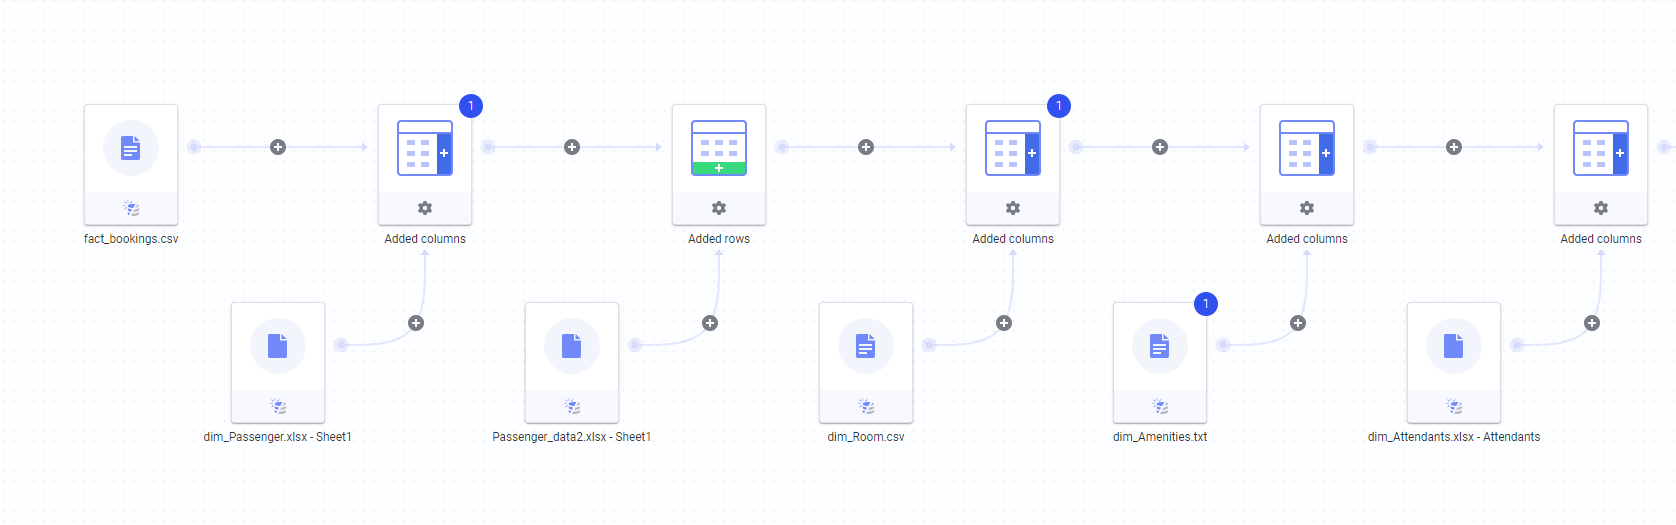 1
1
fact_bookings.csv
Added columns
Added rows
Added columns
Added columns
Added columns
1
dim_Passenger.xlsx - Sheet1
Passenger_data2.xlsx - Sheet1
dim_Room.csv
dim_Amenities.txt
dim_Attendants.xlsx - Attendants